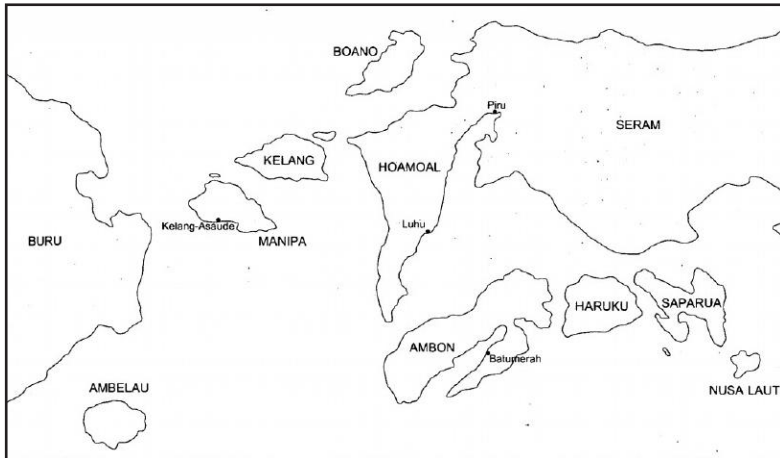 BOANO
Piru
SERAM
KELANG
HOAMOAL
Kelang-Asaude
Luhu
BURU
MANIPA
HARUKU
SAPARUA
AMBON
Batumerah
AMBELAU
NUSA LAUT